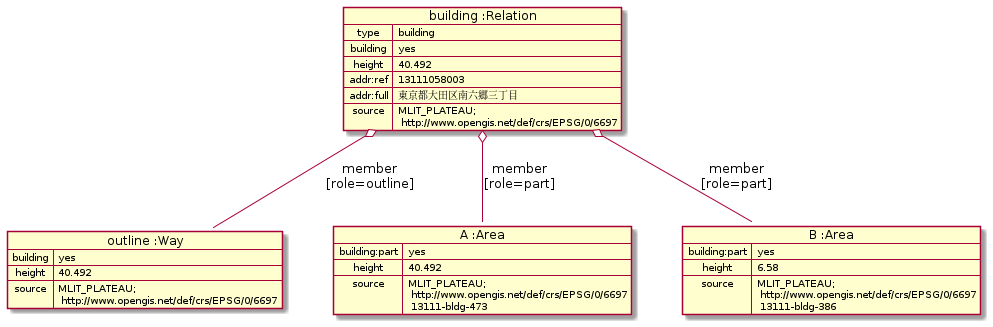 building :Relation
type building
building yes
height 40.492
addr:ref 13111058003
addr:full 東京都大田区南六郷三丁目
source MLIT_PLATEAU;
http://www.opengis.net/def/crs/EPSG/0/6697
member
[role=outline]
member
[role=part]
member
[role=part]
outline :Way
building yes
height 40.492
source MLIT_PLATEAU;
http://www.opengis.net/def/crs/EPSG/0/6697
A :Area
building:part yes
height 40.492
source MLIT_PLATEAU;
http://www.opengis.net/def/crs/EPSG/0/6697
13111-bldg-473
B :Area
building:part yes
height 6.58
source MLIT_PLATEAU;
http://www.opengis.net/def/crs/EPSG/0/6697
13111-bldg-386